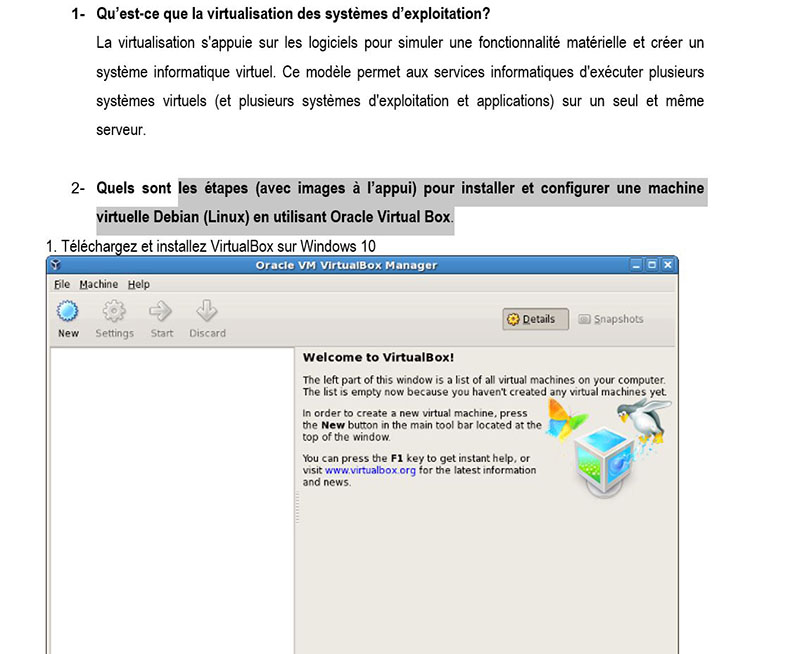 1- Qu’est-ce que la virtualisation des systèmes d’exploitation?
La virtualisation s'appuie sur les logiciels pour simuler une fonctionnalité matérielle et créer un
système informatique virtuel. Ce modèle permet aux services informatiques d'exécuter plusieurs
systèmes virtuels (et plusieurs systèmes d'exploitation et applications) sur un seul et même
serveur.
2- Quels sont les étapes (avec images à l’appui) pour installer et configurer une machine
virtuelle Debian (Linux) en utilisant Oracle Virtual Box.
1. Téléchargez et installez VirtualBox sur Windows 10
Oracle VM VirtualBox Manager
File Machine Help
New Settings Start Discard
Details Snapshots
Welcome to VirtualBox!
The left part of this window is a list of all virtual machines on your computer.
The list is empty now because you haven't created any virtual machines yet.
In order to create a new virtual machine, press
the New button in the main tool bar located at the
top of the window.
You can press the F1 key to get instant help, or
visit www.virtualbox.org for the latest information
and news.